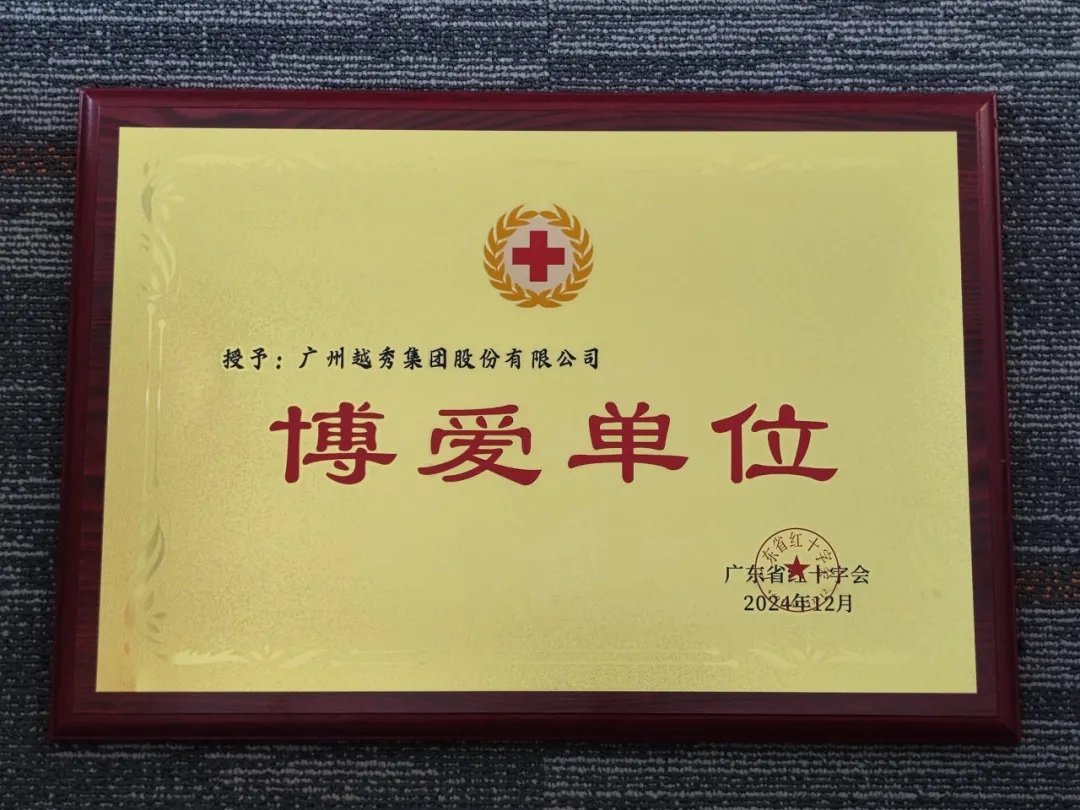 授予：广州越秀集团股份有限公司
博爱单位
广东省红十字会
2024年12月